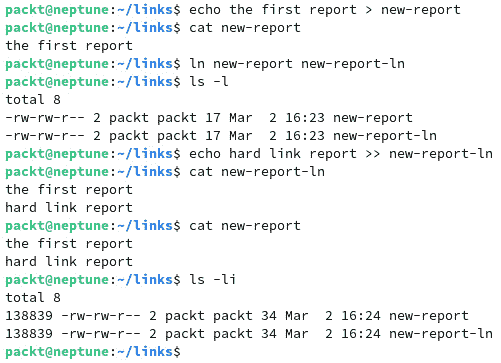 packt@neptune:~/links$ echo the first report > new-report
packt@neptune:~/links$ cat new-report
the first report
packt@neptune:~/links$ ln new-report new-report-ln
packt@neptune:~/links$ ls -l
total 8
-rw-rw-r-- 2 packt packt 17 Mar  2 16:23 new-report
-rw-rw-r-- 2 packt packt 17 Mar  2 16:23 new-report-ln
packt@neptune:~/links$ echo hard link report >> new-report-ln
packt@neptune:~/links$ cat new-report-ln
the first report
hard link report
packt@neptune:~/links$ cat new-report
the first report
hard link report
packt@neptune:~/links$ ls -li
total 8
138839 -rw-rw-r-- 2 packt packt 34 Mar  2 16:24 new-report
138839 -rw-rw-r-- 2 packt packt 34 Mar  2 16:24 new-report-ln
packt@neptune:~/links$